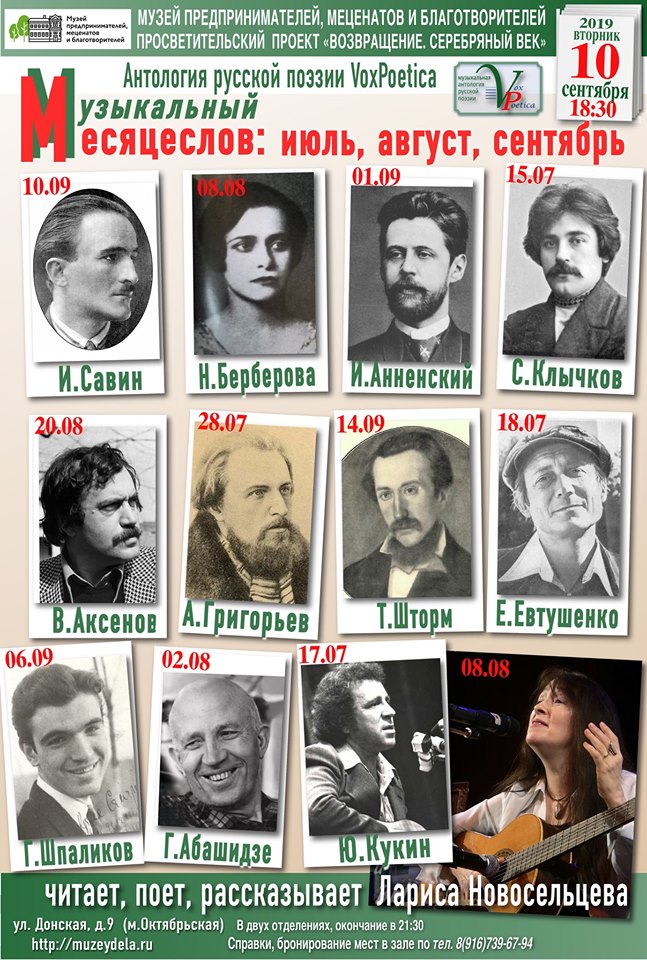 Музей
предпринимателей,
меценатов
и благотворителей
МУЗЕЙ ПРЕДПРИНИМАТЕЛЕЙ, МЕЦЕНАТОВ И БЛАГОТВОРИТЕЛЕЙ
ПРОСВЕТИТЕЛЬСКИЙ ПРОЕКТ «ВОЗВРАЩЕНИЕ. СЕРЕБРЯНЫЙ ВЕК»
2019
вторник
10
сентября
18:30
Антология русской поэзии VoxPoetica
музыкальная
антология
русской
поэзии
Vox
Poetica
Музыкальный
Месяцеслов: июль, август, сентябрь
10.09
08.08
01.09
15.07
И.Савин
Н.Берберова
И.Анненский
С.Клычков
20.08
28.07
14.09
18.07
В.Аксенов
А.Григорьев
Т.Шторм
Е.Евтушенко
06.09
02.08
17.07
08.08
Г.Шпаликов
Г.Абашидзе
Ю.Кукин
читает, поет, рассказывает Лариса Новосельцева
ул. Донская, д.9 (м.Октябрьская) В двух отделениях, окончание в 21:30
http://muzeydela.ru Справки, бронирование мест в зале по тел. 8(916)739-67-94